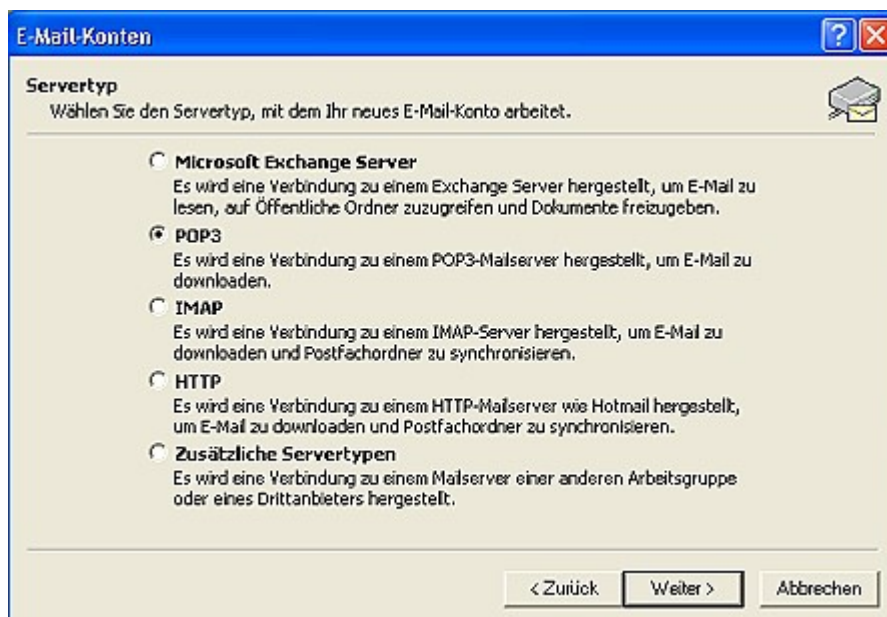 E-Mail-Konten
Servertyp
Wählen Sie den Servertyp, mit dem Ihr neues E-Mail-Konto arbeitet.
Microsoft Exchange Server
Es wird eine Verbindung zu einem Exchange Server hergestellt, um E-Mail zu
lesen, auf Öffentliche Ordner zuzugreifen und Dokumente freizugeben.
POP3
Es wird eine Verbindung zu einem POP3-Mailserver hergestellt, um E-Mail zu
downloaden.
IMAP
Es wird eine Verbindung zu einem IMAP-Server hergestellt, um E-Mail zu
downloaden und Postfachordner zu synchronisieren.
HTTP
Es wird eine Verbindung zu einem HTTP-Mailserver wie Hotmail hergestellt,
um E-Mail zu downloaden und Postfachordner zu synchronisieren.
Zusätzliche Servertypen
Es wird eine Verbindung zu einem Mailserver einer anderen Arbeitsgruppe
oder eines Drittanbieters hergestellt.
< Zurück Weiter > Abbrechen